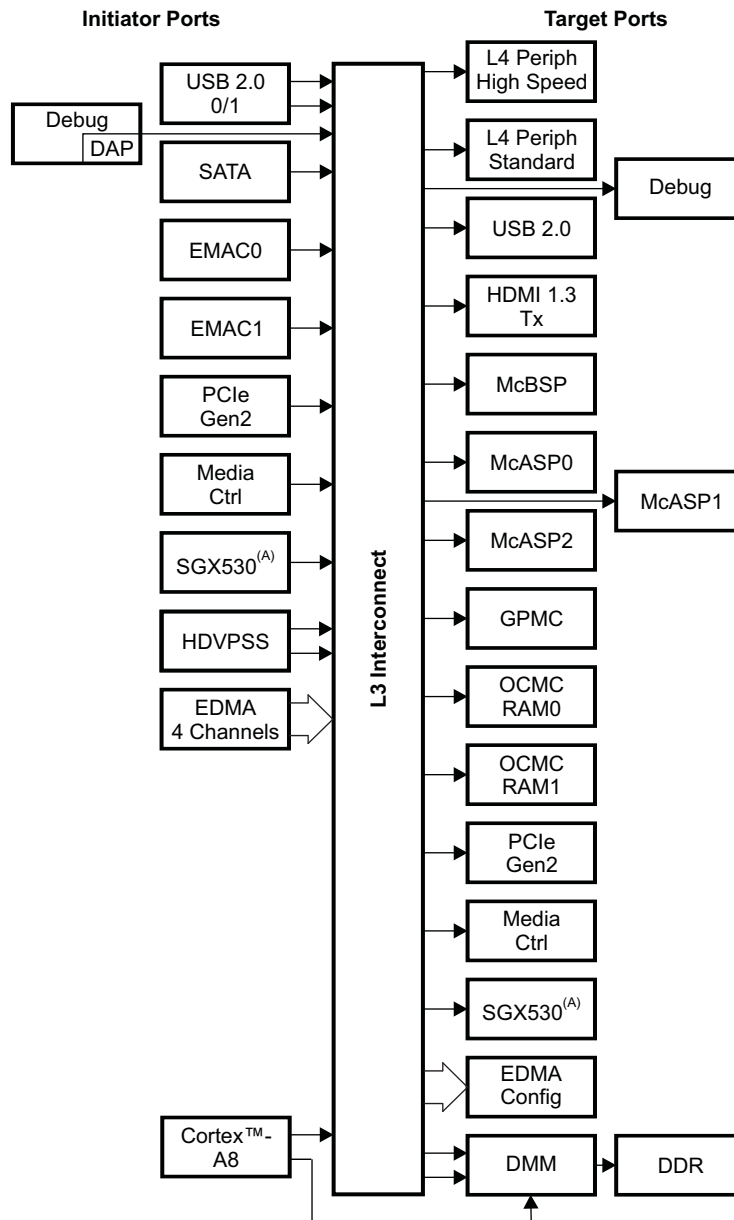 Initiator Ports
Target Ports
USB 2.0
0/1
Debug
DAP
SATA
EMAC0
EMAC1
PCIe
Gen2
Media
Ctrl
SGX530(A)
HDVPSS
EDMA
4 Channels
Cortex™-
A8
L3 Interconnect
L4 Periph
High Speed
L4 Periph
Standard
Debug
USB 2.0
HDMI 1.3
Tx
McBSP
McASP0
McASP1
McASP2
GPMC
OCMC
RAM0
OCMC
RAM1
PCIe
Gen2
Media
Ctrl
SGX530(A)
EDMA
Config
DMM
DDR